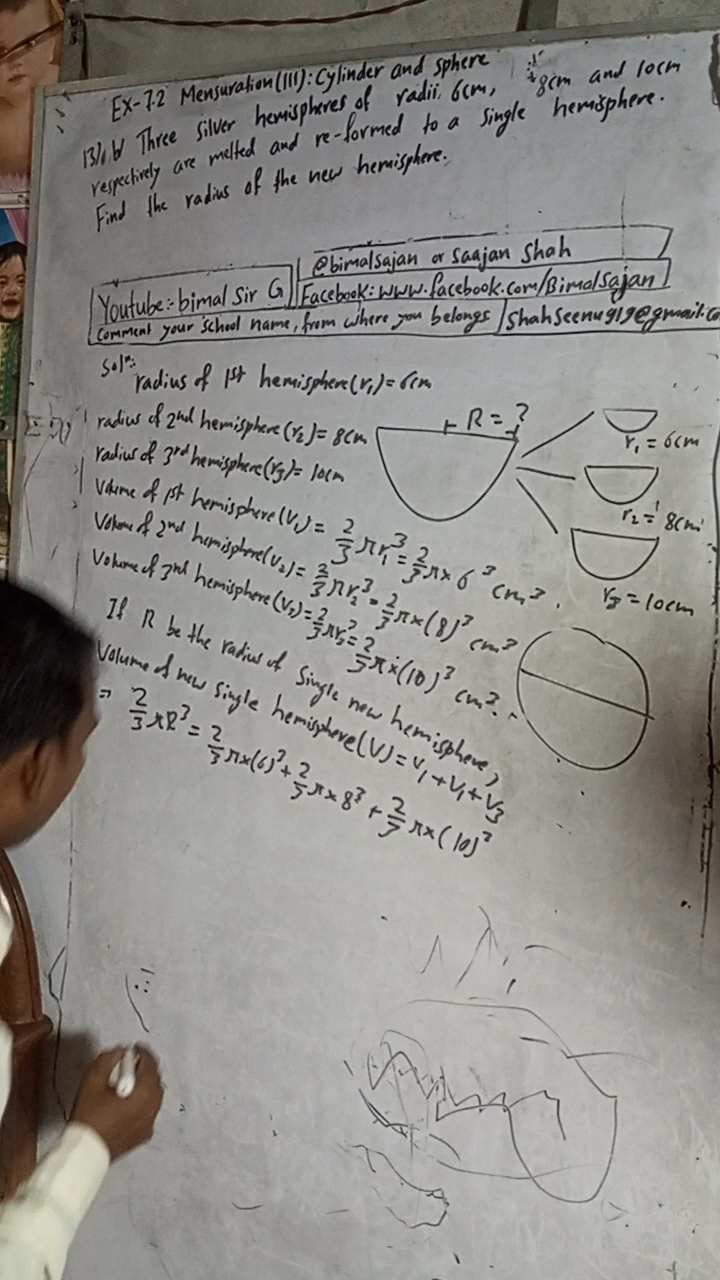 Ex-7.2 Mensuration(III): Cylinder and sphere
Three silver hemispheres of radii 6cm, 8cm and 10cm
respectively are melted and re-formed to a single hemisphere.
Find the radius of the new hemisphere.
@bimalsajan or Saajan Shah
Youtube:- bimal Sir G
Facebook: www.facebook.com/Bimalsajan
Comment your school name, from where you belongs
Solⁿ:
radius of 1st hemisphere(r₁) = 6cm
radius of 2nd hemisphere(r₂) = 8cm
radius of 3rd hemisphere(r₃) = 10cm
R = ?
r₁ = 6cm
r₂ = 8cm
r₃ = 10cm
Volume of 1st hemisphere(V₁) = 2/3 πr₁³ = 2/3 π × 6³ cm³.
Volume of 2nd hemisphere(V₂) = 2/3 πr₂³ = 2/3 π×(8)³ cm³
Volume of 3rd hemisphere(V₃) = 2/3 πr₃³ = 2/3 π×(10)³ cm³.
If R be the radius of single new hemisphere,
Volume of new single hemisphere(V) = V₁ + V₁ + V₃
⇒ 2/3 πR³ = 2/3 π×(6)³ + 2/3 π × 8³ + 2/3 π×(10)³